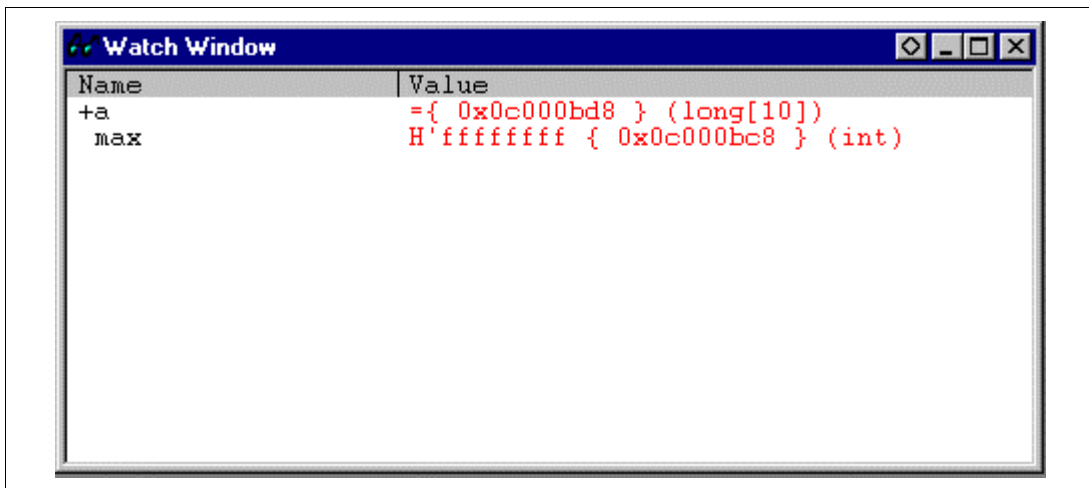 Watch Window
Name Value
+a ={ 0x0c000bd8 } (long[10])
max H'ffffffff { 0x0c000bc8 } (int)